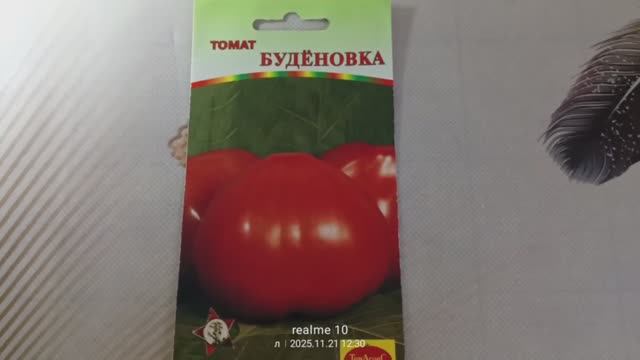 ТОМАТ
БУДЁНОВКА
realme 10
л | 2025.11.21 12:30